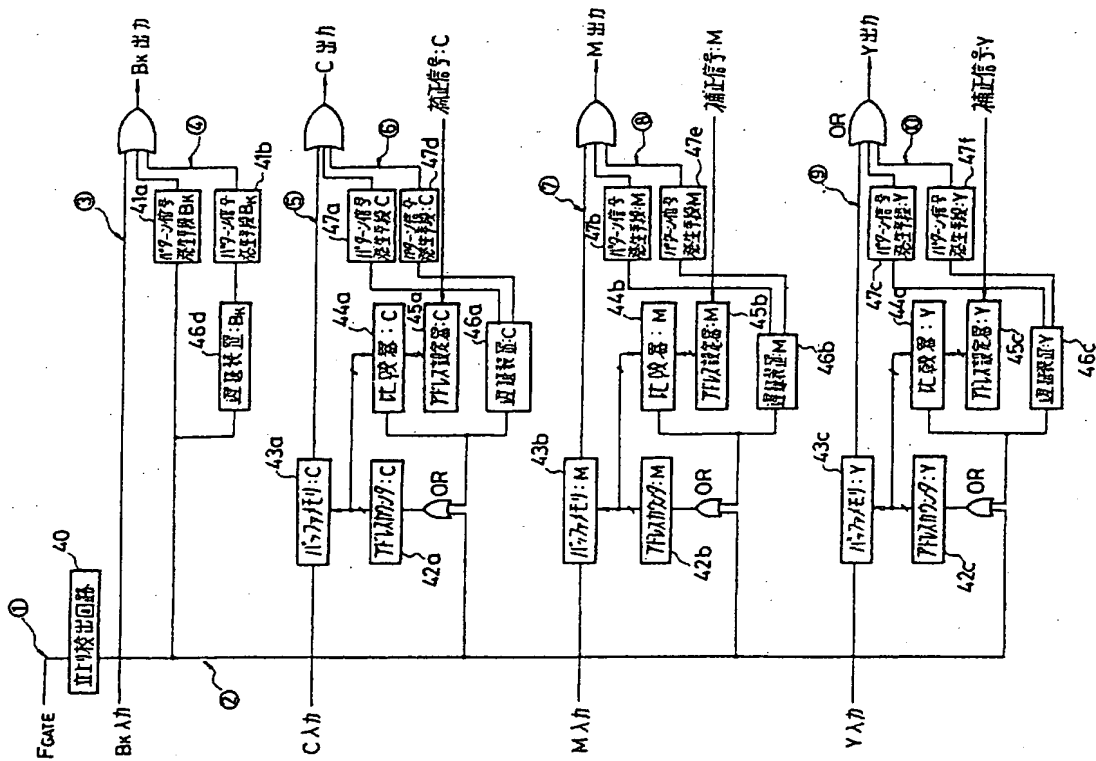 FGATE
①
立上り検出回路
40
②
BK入力
③
パターン信号
発生手段BK
41a
④
パターン信号
発生手段BK
41b
遅延装置:BK
46d
BK出力
C入力
バッファメモリ:C
43a
アドレスカウンタ:C
42a
OR
比較器:C
44a
アドレス設定器:C
45a
遅延装置:C
46a
⑤
パターン信号
発生手段C
47a
⑥
パターン信号
発生手段:C
47d
C出力
補正信号:C
M入力
バッファメモリ:M
43b
アドレスカウンタ:M
42b
OR
比較器:M
44b
アドレス設定器:M
45b
遅延装置:M
46b
⑦
パターン信号
発生手段:M
47b
⑧
パターン信号
発生手段M
47e
M出力
補正信号:M
Y入力
バッファメモリ:Y
43c
アドレスカウンタ:Y
42c
OR
比較器:Y
アドレス設定器:Y
45c
遅延装置:Y
46c
⑨
パターン信号
発生手段:Y
47c
⑩
パターン信号
発生手段:Y
47f
OR
Y出力
補正信号:Y